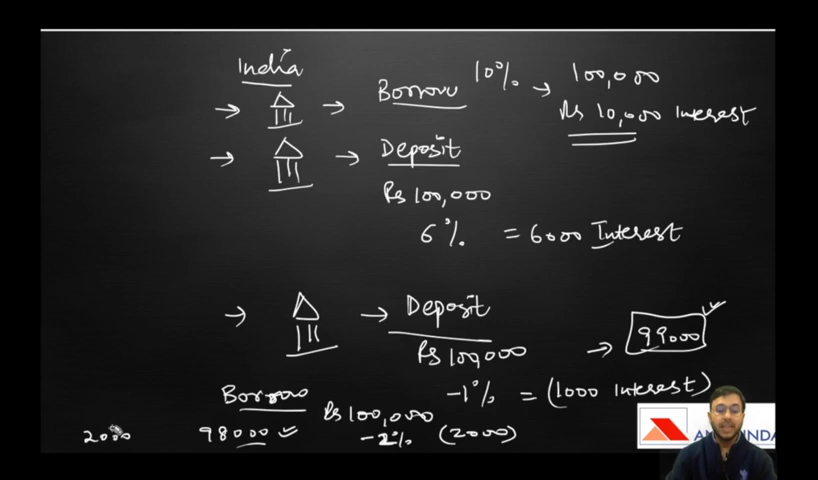 India
Borrow 10% → 100,000
Rs 10,000 Interest
Deposit
Rs 100,000
6% = 6000 Interest
Deposit
Rs 100,000 → 99000
-1% = (1000 Interest)
Borrow
Rs 100,000
2000 98000 -2% (2000)